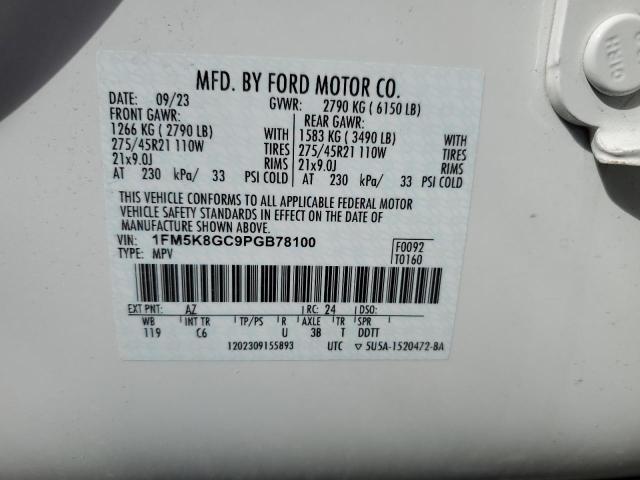 MFD. BY FORD MOTOR CO.
DATE: 09/23 GVWR: 2790 KG ( 6150 LB)
FRONT GAWR: REAR GAWR:
1266 KG ( 2790 LB) WITH 1583 KG ( 3490 LB) WITH
275/45R21 110W TIRES 275/45R21 110W TIRES
21x9.0J RIMS 21x9.0J RIMS
AT 230 kPa/ 33 PSI COLD AT 230 kPa/ 33 PSI COLD
THIS VEHICLE CONFORMS TO ALL APPLICABLE FEDERAL MOTOR
VEHICLE SAFETY STANDARDS IN EFFECT ON THE DATE OF
MANUFACTURE SHOWN ABOVE.
VIN: 1FM5K8GC9PGB78100 F0092
TYPE: MPV T0160
EXT PNT: AZ RC: 24 DSO:
WB INT TR TP/PS R AXLE TR SPR
119 C6 U 3B T DDTT
1202309155893 UTC ▽ 5U5A-1520472-BA